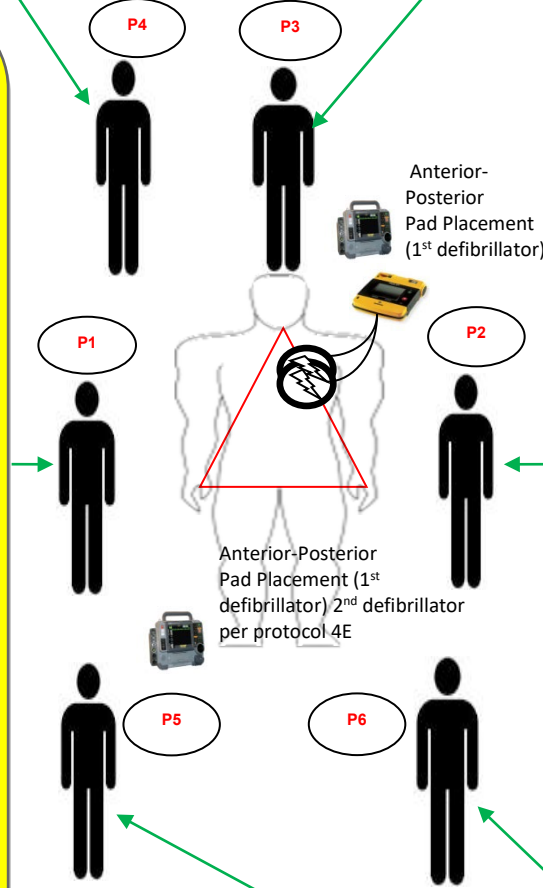 P4
P3
Anterior-
Posterior
Pad Placement
(1st defibrillator)
P1
P2
Anterior-Posterior
Pad Placement (1st
defibrillator) 2nd defibrillator
per protocol 4E
P5
P6